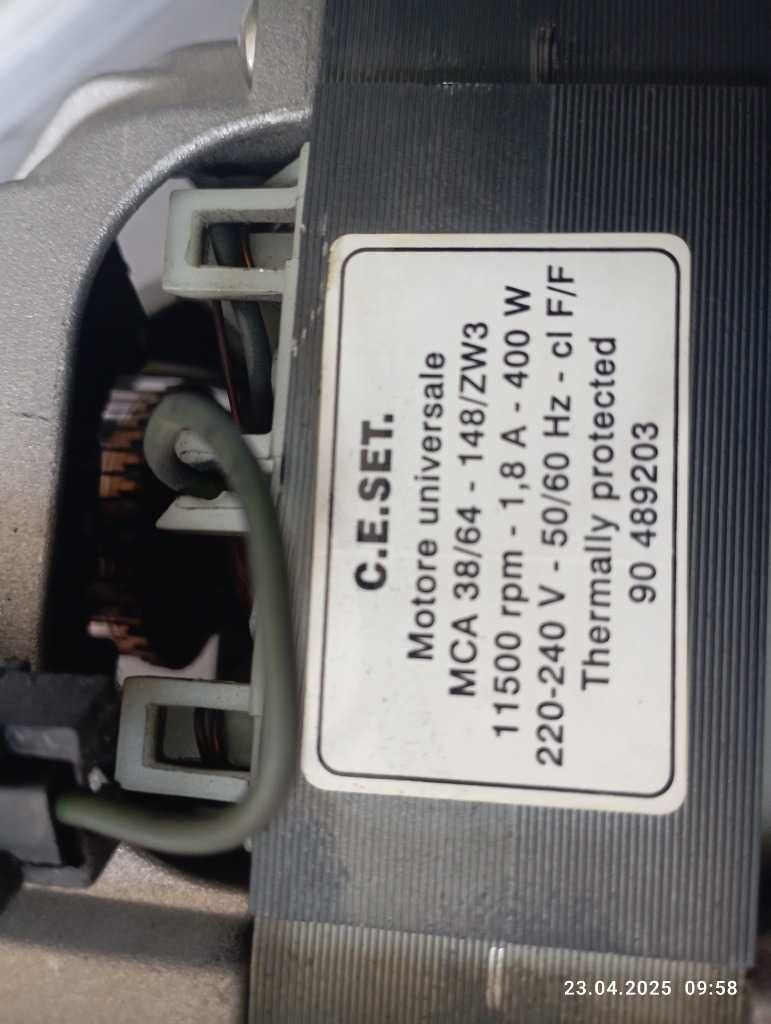 C.E.SET.
Motore universale
MCA 38/64 - 148/ZW3
11500 rpm - 1,8 A - 400 W
220-240 V - 50/60 Hz - cl F/F
Thermally protected
90 489203
23.04.2025 09:58